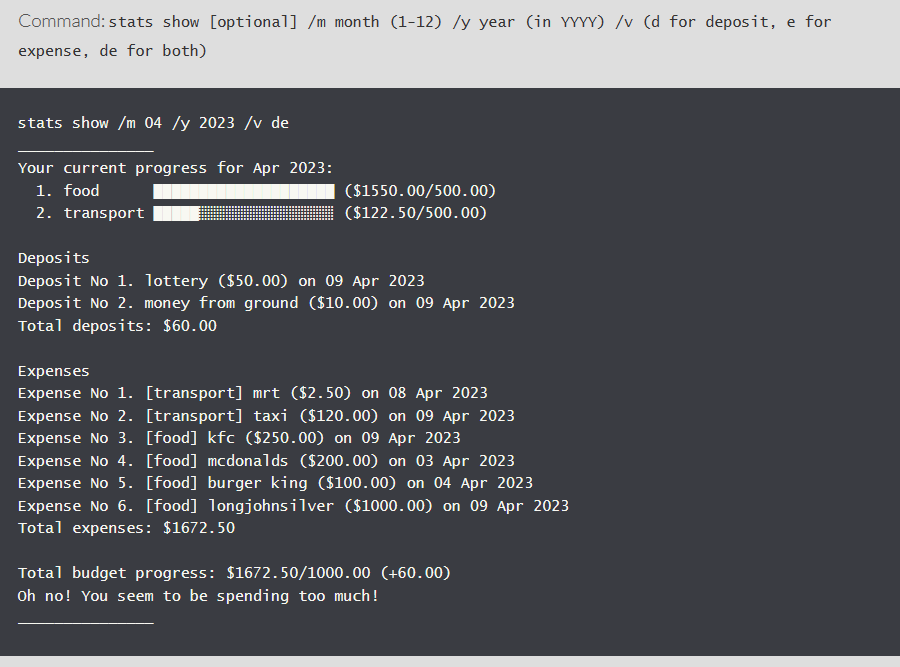 Command: stats show [optional] /m month (1-12) /y year (in YYYY) /v (d for deposit, e for
expense, de for both)
stats show /m 04 /y 2023 /v de
_______________
Your current progress for Apr 2023:
1. food ($1550.00/500.00)
2. transport ($122.50/500.00)
Deposits
Deposit No 1. lottery ($50.00) on 09 Apr 2023
Deposit No 2. money from ground ($10.00) on 09 Apr 2023
Total deposits: $60.00
Expenses
Expense No 1. [transport] mrt ($2.50) on 08 Apr 2023
Expense No 2. [transport] taxi ($120.00) on 09 Apr 2023
Expense No 3. [food] kfc ($250.00) on 09 Apr 2023
Expense No 4. [food] mcdonalds ($200.00) on 03 Apr 2023
Expense No 5. [food] burger king ($100.00) on 04 Apr 2023
Expense No 6. [food] longjohnsilver ($1000.00) on 09 Apr 2023
Total expenses: $1672.50
Total budget progress: $1672.50/1000.00 (+60.00)
Oh no! You seem to be spending too much!
_______________